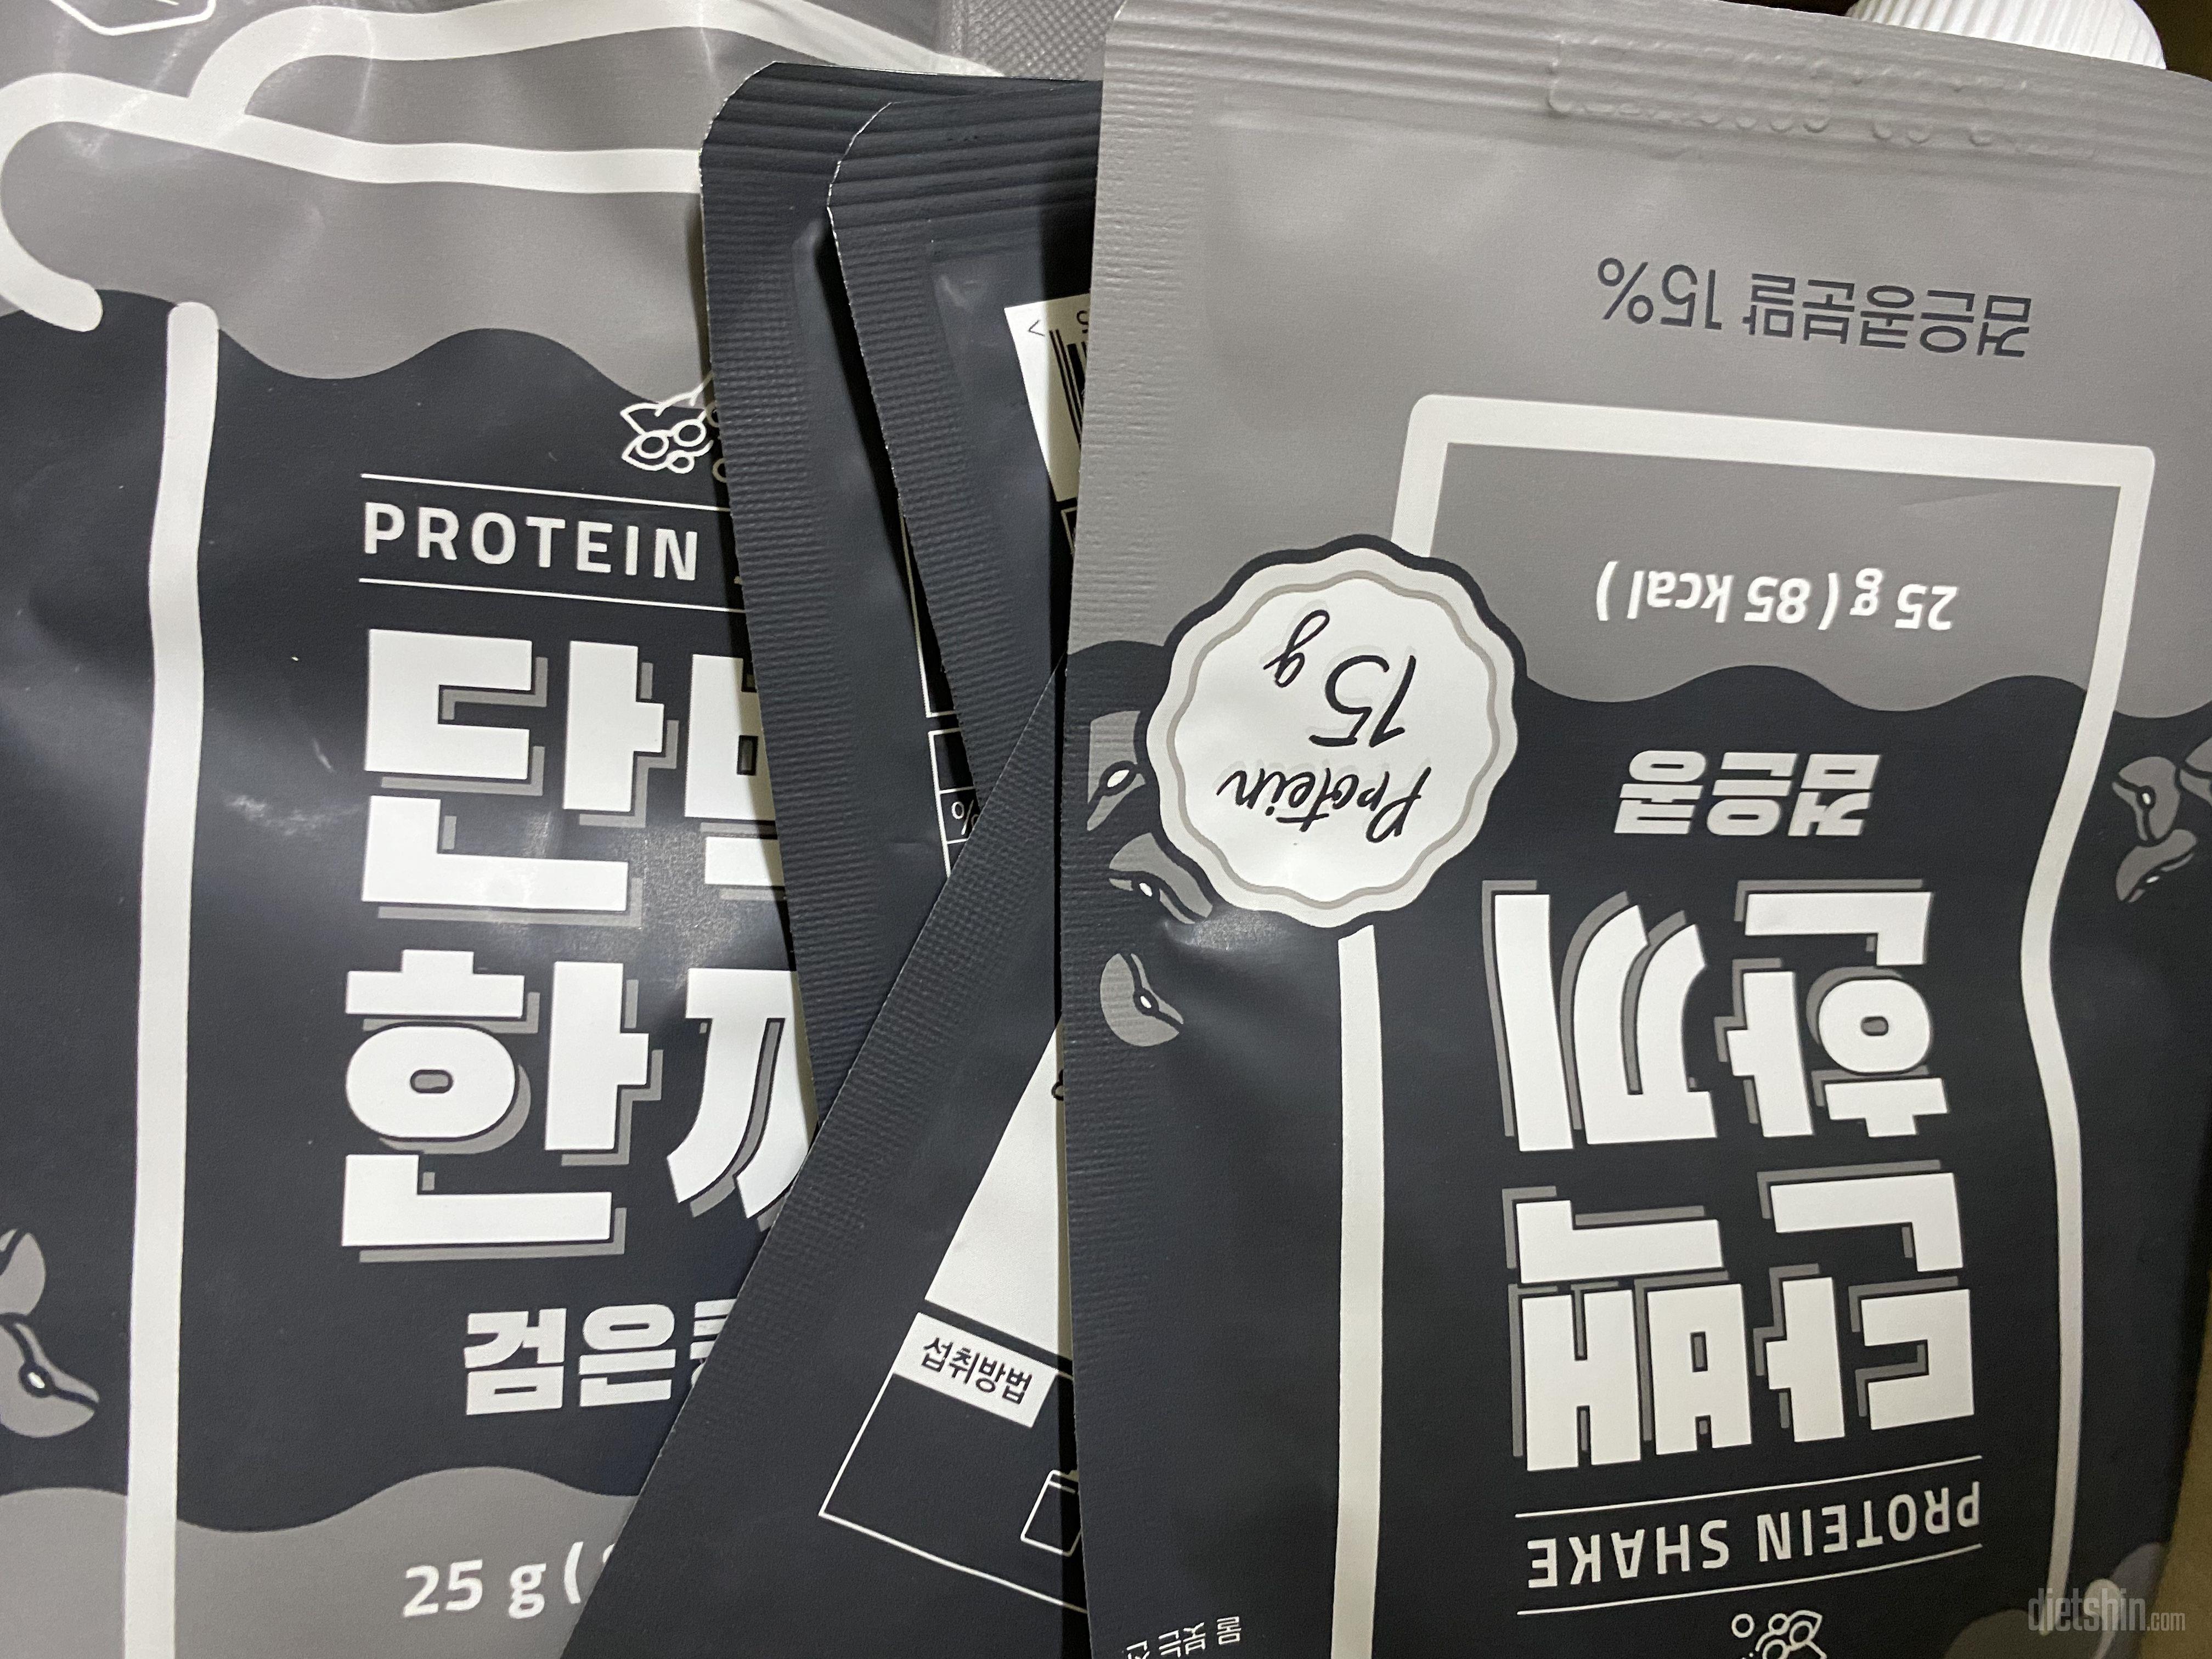 PROTEIN
단백
한끼
검은콩
25 g (
섭취방법
%
PROTEIN SHAKE
단백
한끼
검은콩
Protein
15 g
25 g ( 85 kcal )
검은콩분말 15%
dietshin.com